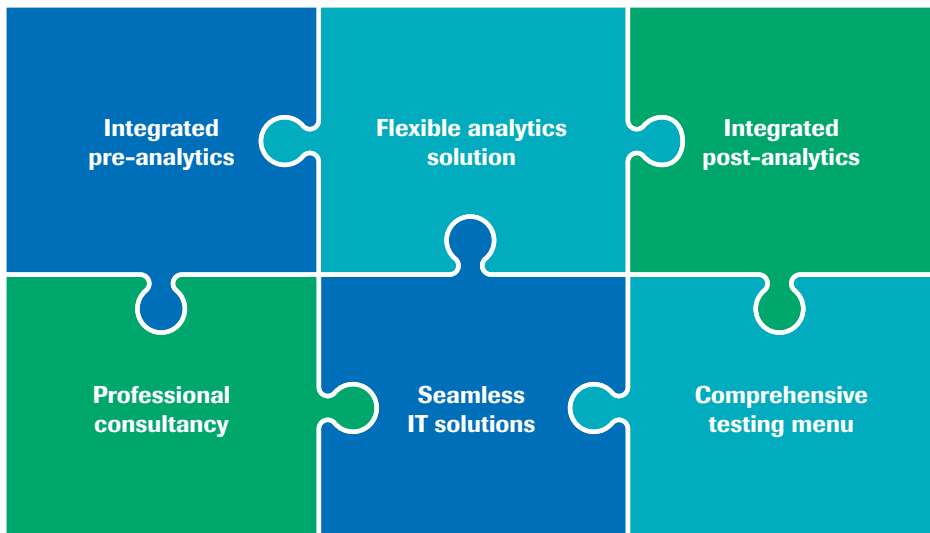 Integrated
pre-analytics
Flexible analytics
solution
Integrated
post-analytics
Professional
consultancy
Seamless
IT solutions
Comprehensive
testing menu